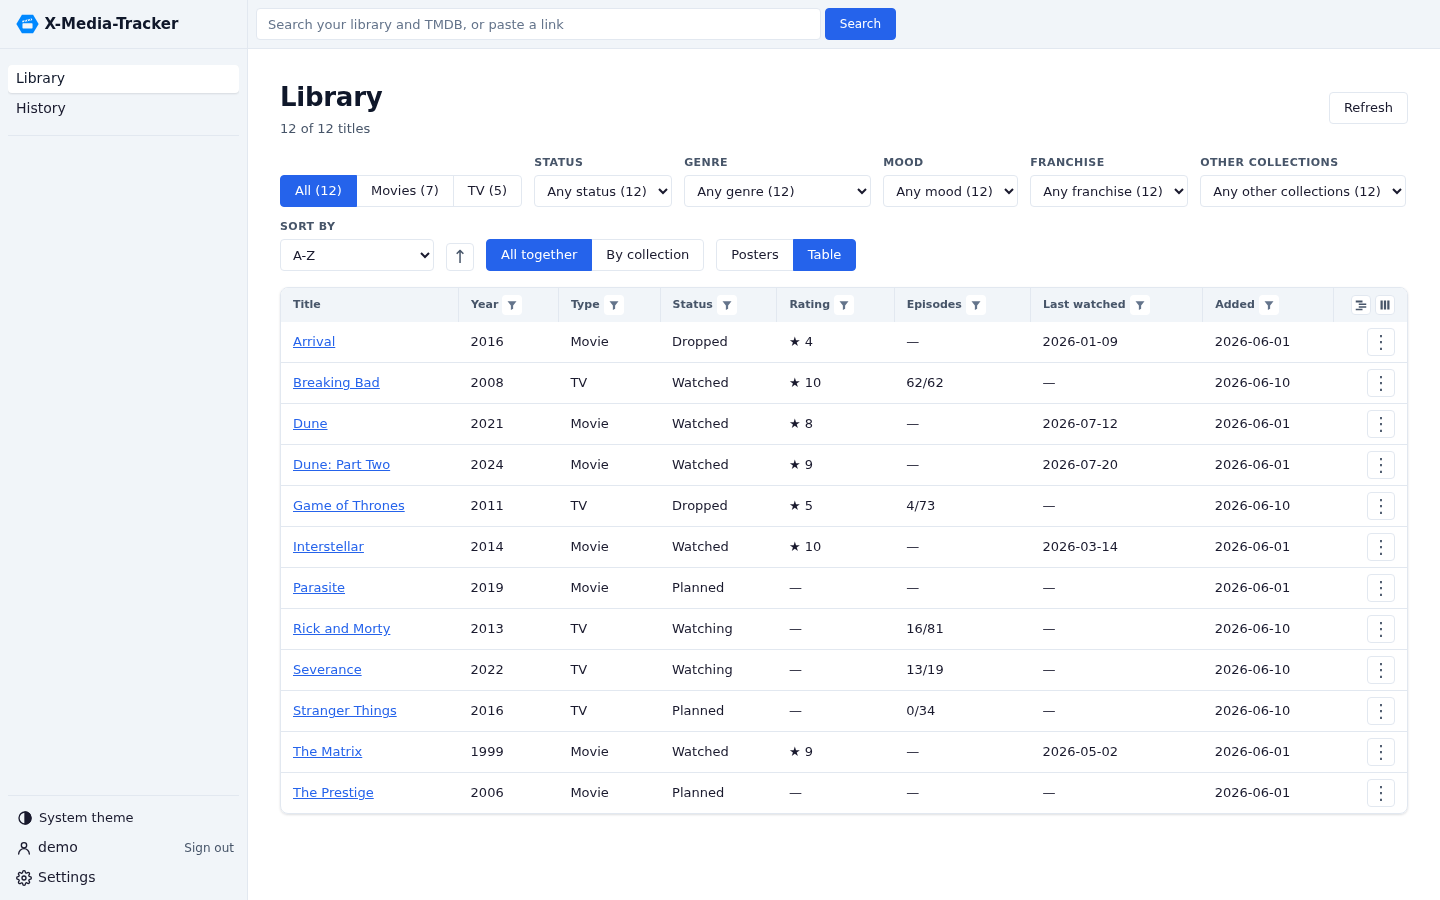 X-Media-Tracker
Search your library and TMDB, or paste a link
Search
Library
History
Library
12 of 12 titles
Refresh
All (12) Movies (7) TV (5)
STATUS
Any status (12)
GENRE
Any genre (12)
MOOD
Any mood (12)
FRANCHISE
Any franchise (12)
OTHER COLLECTIONS
Any other collections (12)
SORT BY
A-Z
↑
All together By collection
Posters Table
Title Year Type Status Rating Episodes Last watched Added
Arrival 2016 Movie Dropped ★ 4 — 2026-01-09 2026-06-01
Breaking Bad 2008 TV Watched ★ 10 62/62 — 2026-06-10
Dune 2021 Movie Watched ★ 8 — 2026-07-12 2026-06-01
Dune: Part Two 2024 Movie Watched ★ 9 — 2026-07-20 2026-06-01
Game of Thrones 2011 TV Dropped ★ 5 4/73 — 2026-06-10
Interstellar 2014 Movie Watched ★ 10 — 2026-03-14 2026-06-01
Parasite 2019 Movie Planned — — — 2026-06-01
Rick and Morty 2013 TV Watching — 16/81 — 2026-06-10
Severance 2022 TV Watching — 13/19 — 2026-06-10
Stranger Things 2016 TV Planned — 0/34 — 2026-06-10
The Matrix 1999 Movie Watched ★ 9 — 2026-05-02 2026-06-01
The Prestige 2006 Movie Planned — — — 2026-06-01
System theme
demo Sign out
Settings